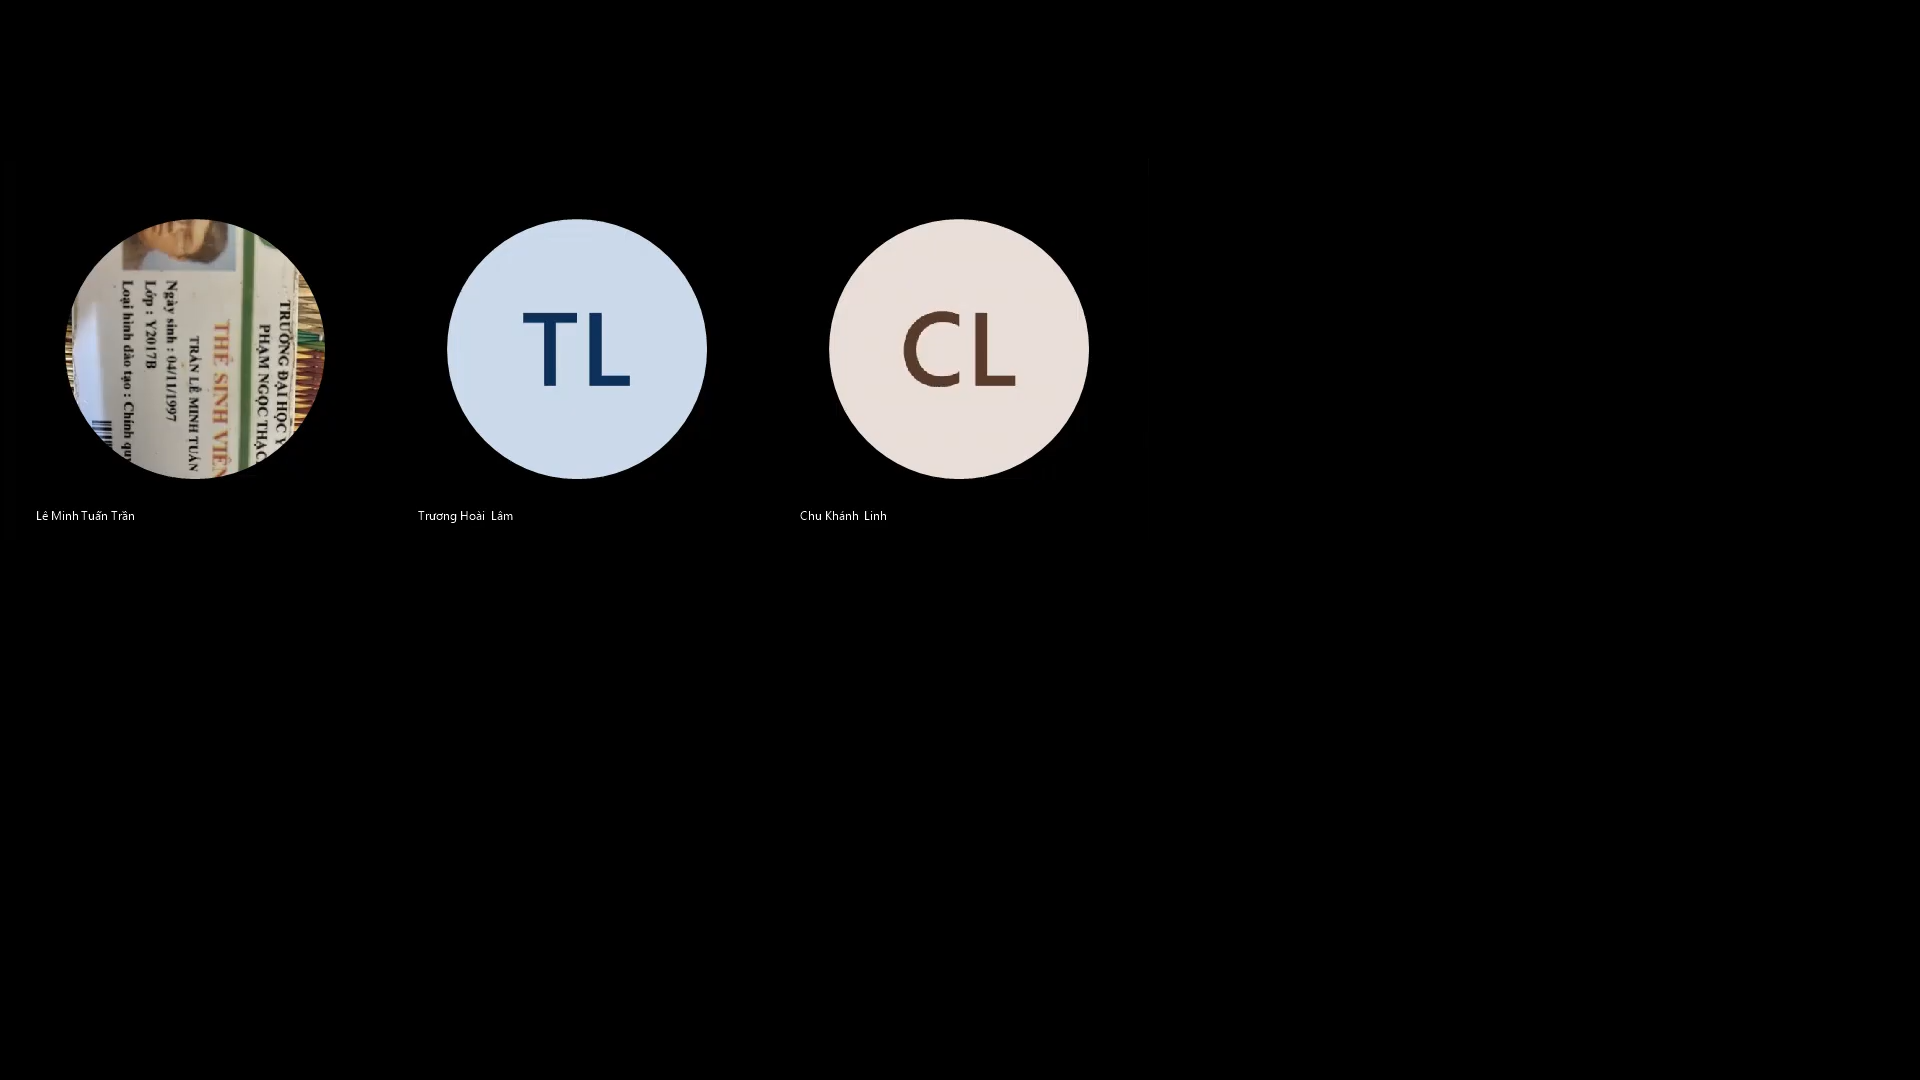 TRƯỜNG ĐẠI HỌC Y
PHẠM NGỌC THẠC
THẺ SINH VIÊN
TRẦN LÊ MINH TUẤN
Ngày sinh : 04/11/1997
Lớp : Y2017B
Loại hình đào tạo : Chính qu
TL
CL
Lê Minh Tuấn Trần
Trương Hoài Lâm
Chu Khánh Linh